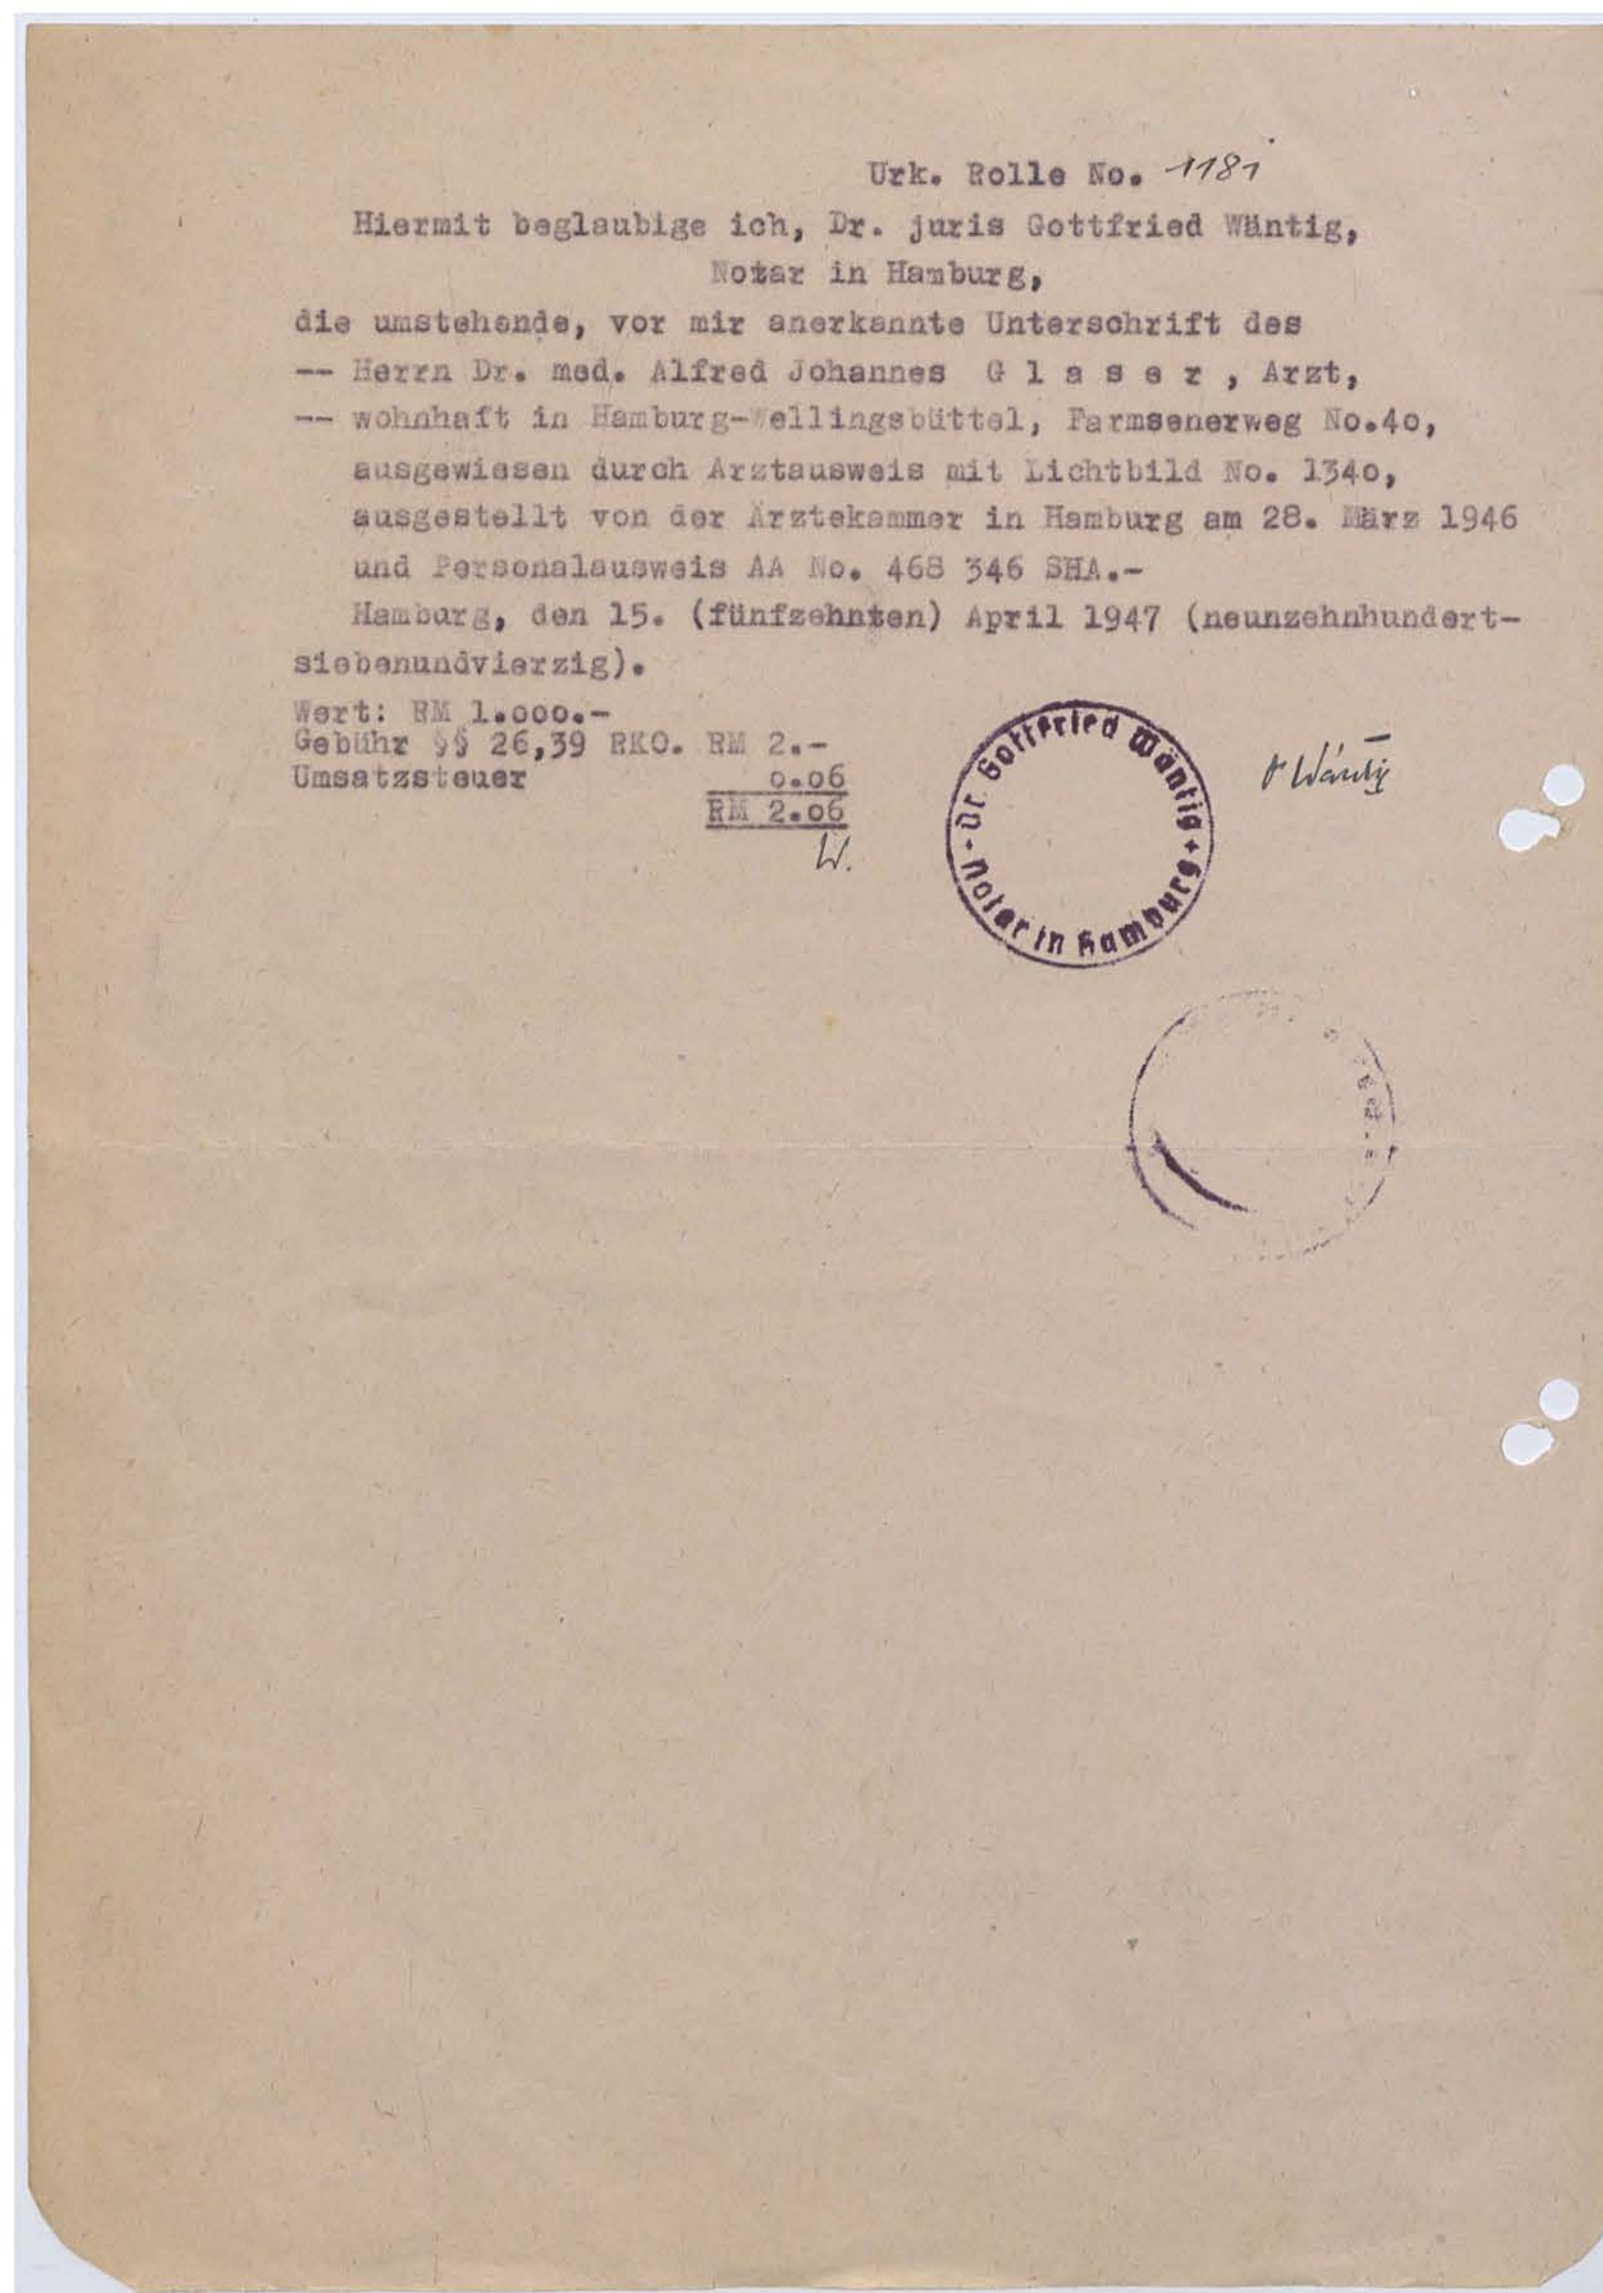 Urk. Rolle No. 1181
Hiermit beglaubige ich, Dr. juris Gottfried Wäntig,
Notar in Hamburg,
die umstehende, vor mir anerkannte Unterschrift des
-- Herrn Dr. med. Alfred Johannes G l a s e r , Arzt,
-- wohnhaft in Hamburg-Wellingsbüttel, Farmsenerweg No.4o,
ausgewiesen durch Arztausweis mit Lichtbild No. 134o,
ausgestellt von der Ärztekammer in Hamburg am 28. März 1946
und Personalausweis AA No. 468 346 SHA.-
Hamburg, den 15. (fünfzehnten) April 1947 (neunzehnhundert-
siebenundvierzig).
Wert: RM 1.ooo.-
Gebühr §§ 26,39 RKO. RM 2.-
Umsatzsteuer o.o6
RM 2.o6
W.
Dr. Gottfried Wäntig
Notar in Hamburg
Wäntig